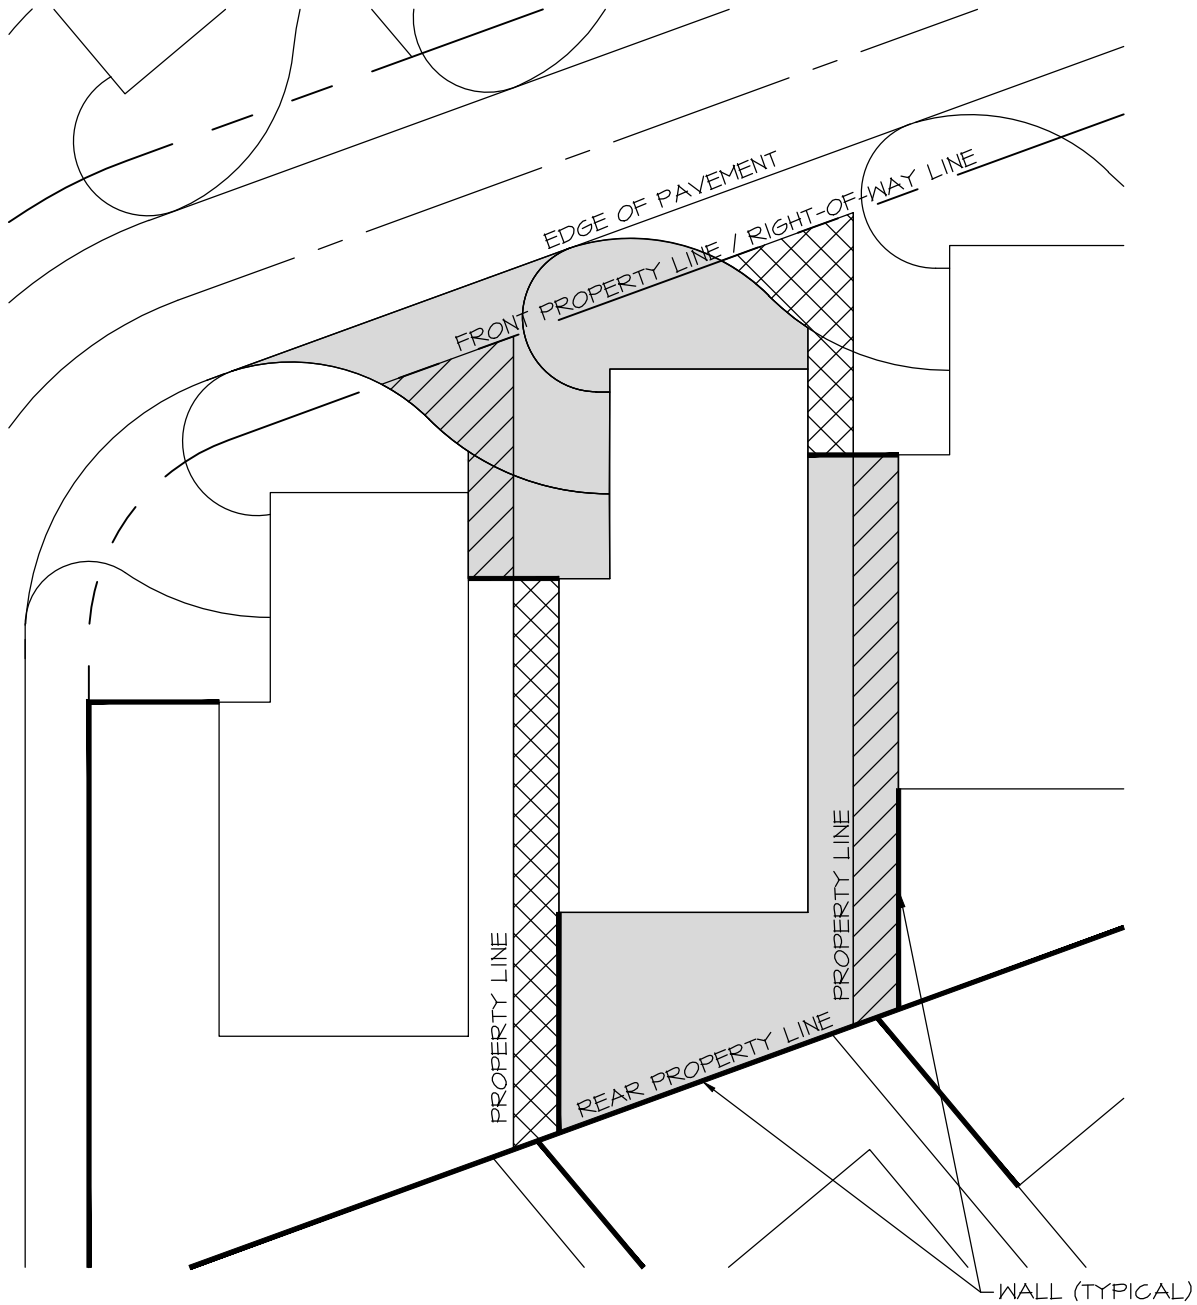 EDGE OF PAVEMENT
FRONT PROPERTY LINE / RIGHT-OF-WAY LINE
PROPERTY LINE
PROPERTY LINE
REAR PROPERTY LINE
WALL (TYPICAL)